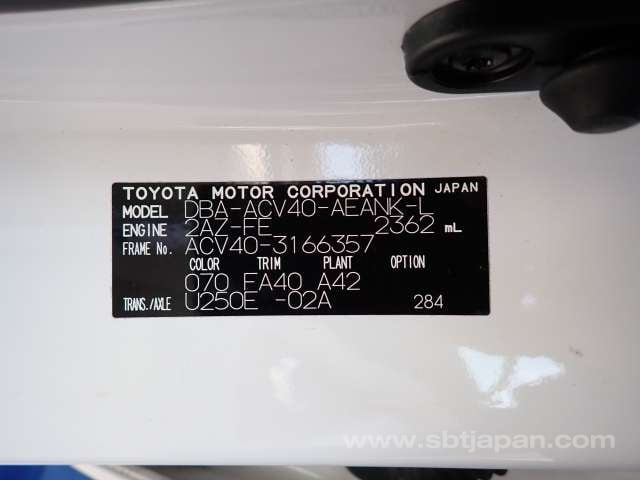 TOYOTA MOTOR CORPORATION JAPAN
MODEL DBA-ACV40-AEANK-L
ENGINE 2AZ-FE 2362 mL
FRAME No. ACV40-3166357
COLOR TRIM PLANT OPTION
070 FA40 A42
TRANS./AXLE U250E -02A 284
www.sbtjapan.com